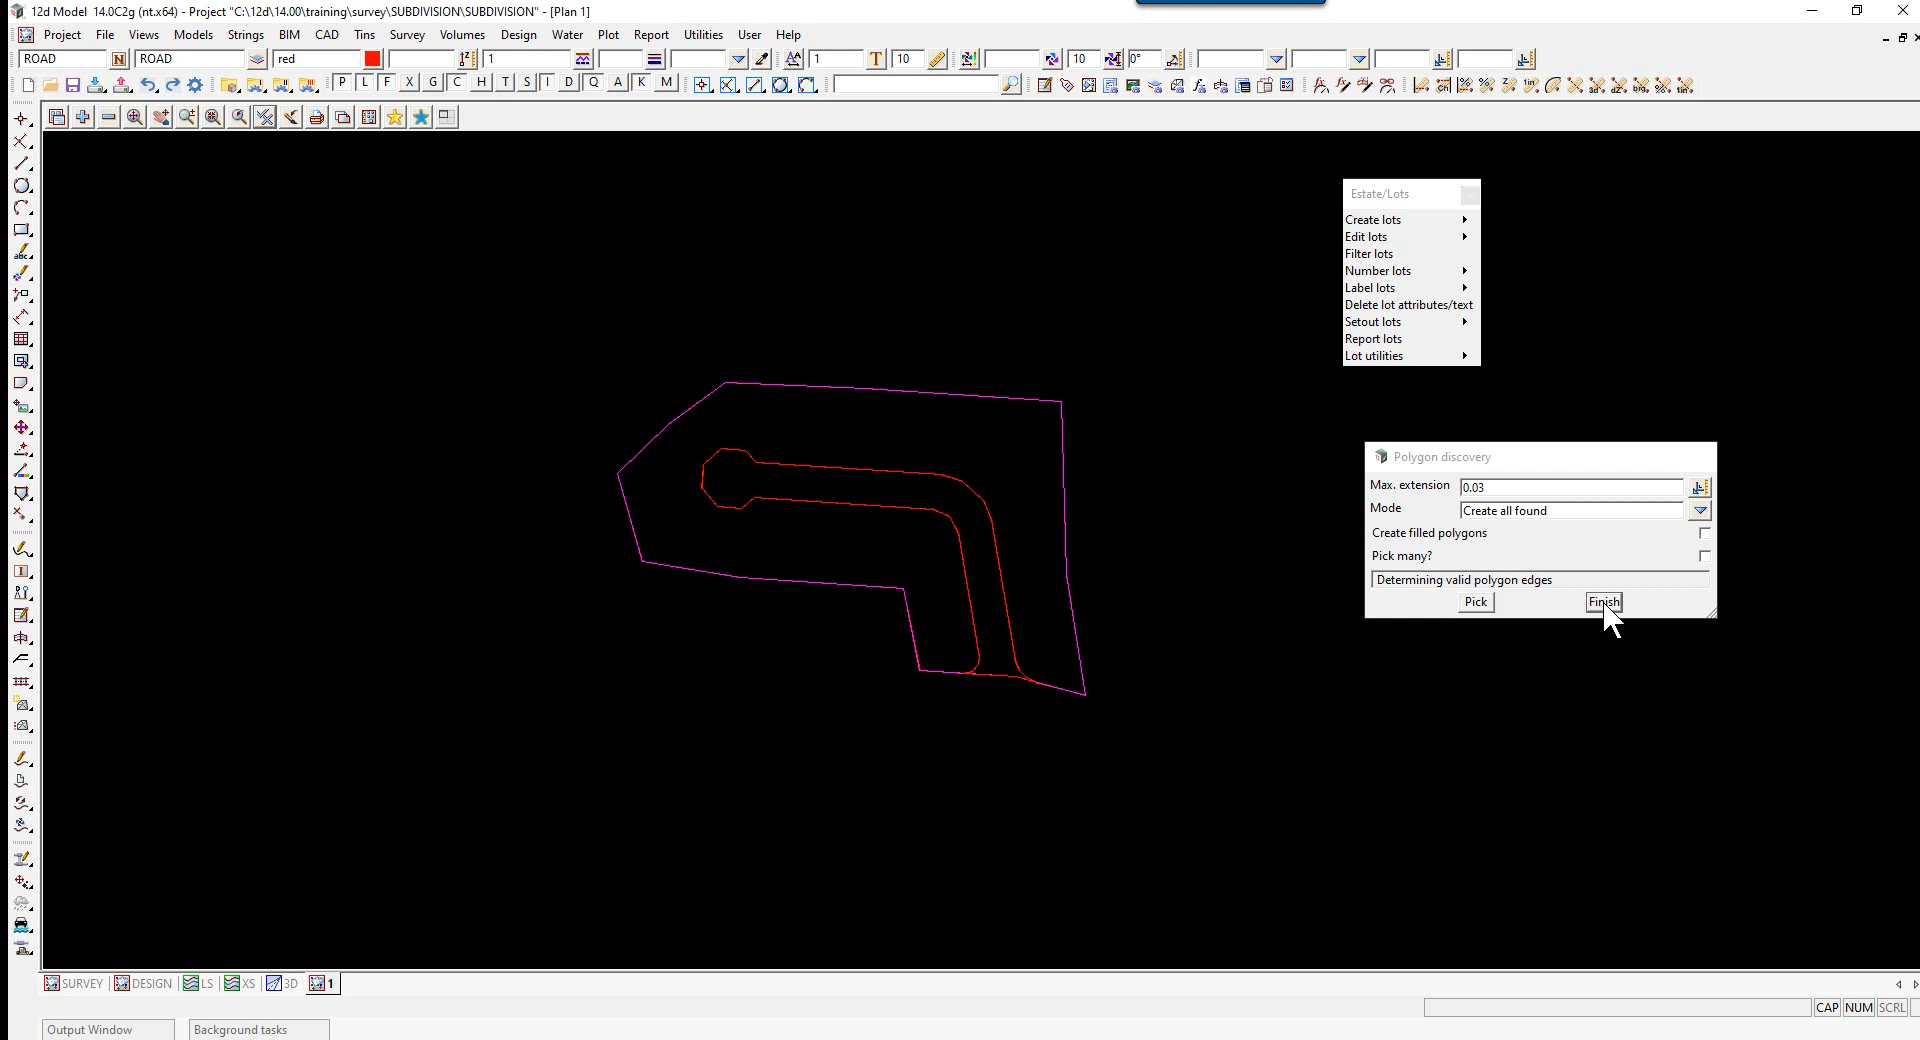 12d Model 14.0C2g (nt.x64) - Project "C:\12d\14.00\training\survey\SUBDIVISION\SUBDIVISION" - [Plan 1]
Project File Views Models Strings BIM CAD Tins Survey Volumes Design Water Plot Report Utilities User Help
ROAD N ROAD red 1 1 T 10 10 0°
P L F X G C H T S I D Q A K M
Estate/Lots
Create lots
Edit lots
Filter lots
Number lots
Label lots
Delete lot attributes/text
Setout lots
Report lots
Lot utilities
Polygon discovery
Max. extension 0.03
Mode Create all found
Create filled polygons
Pick many?
Determining valid polygon edges
Pick Finish
SURVEY DESIGN LS XS 3D 1
CAP NUM SCRL
Output Window Background tasks